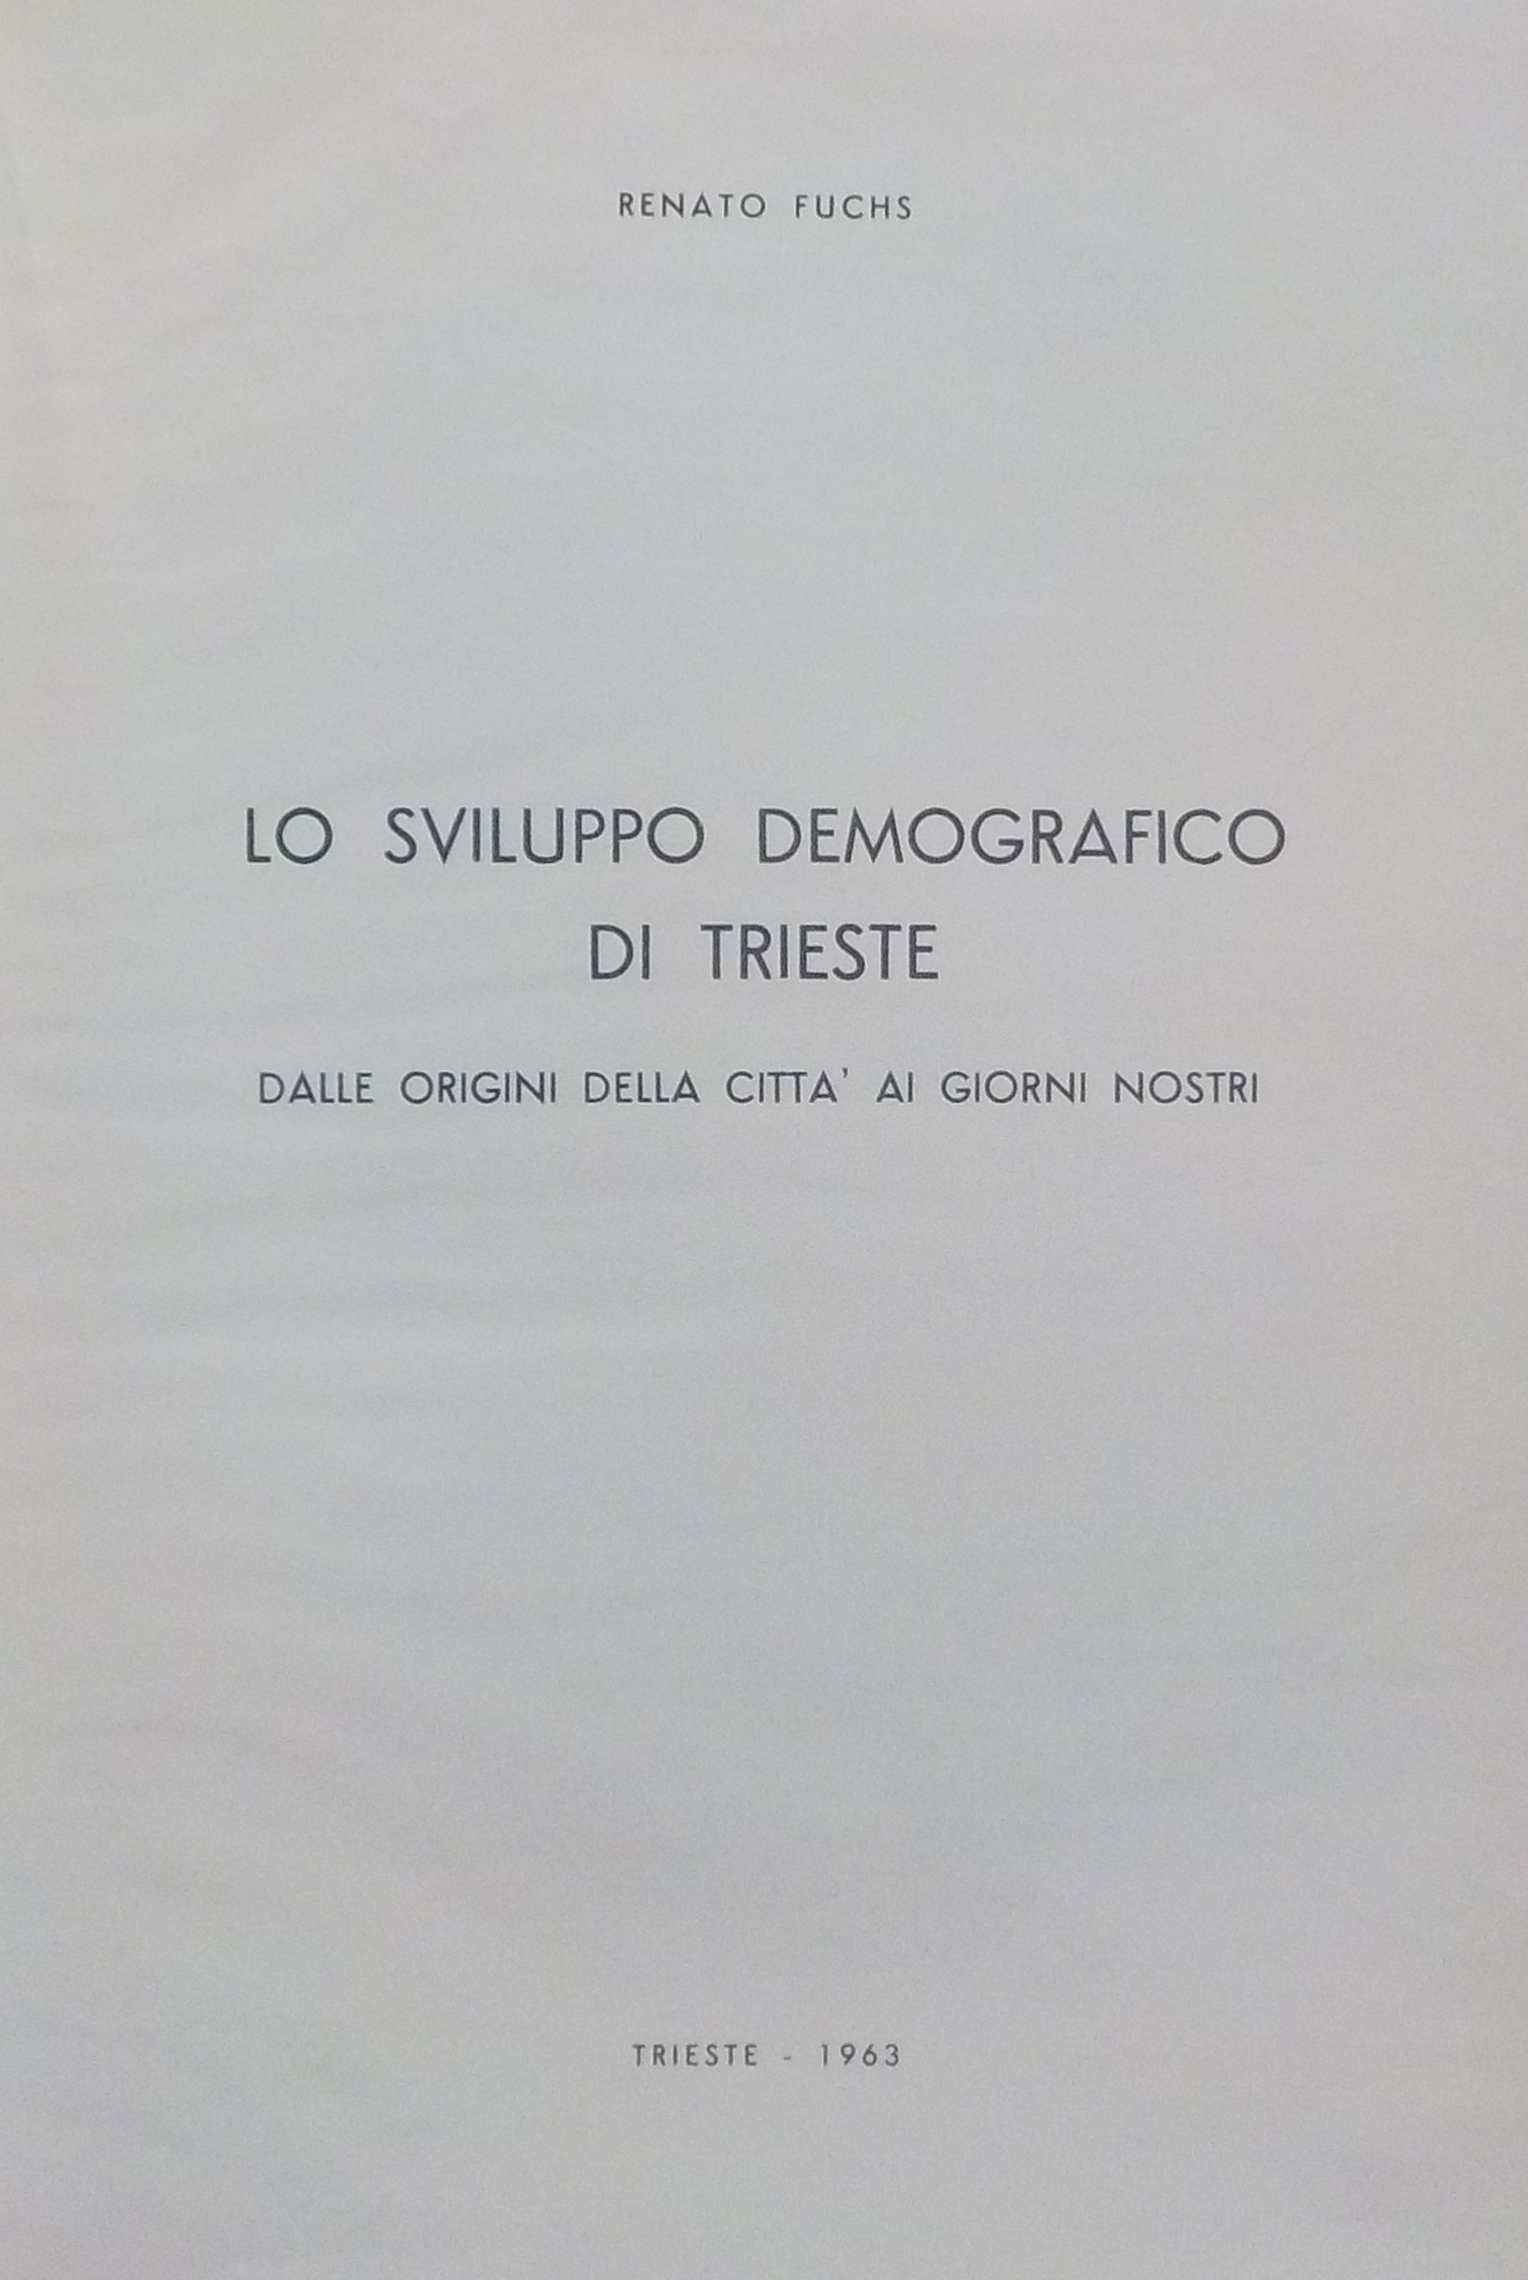 RENATO FUCHS
LO SVILUPPO DEMOGRAFICO
DI TRIESTE
DALLE ORIGINI DELLA CITTA' AI GIORNI NOSTRI
TRIESTE - 1963